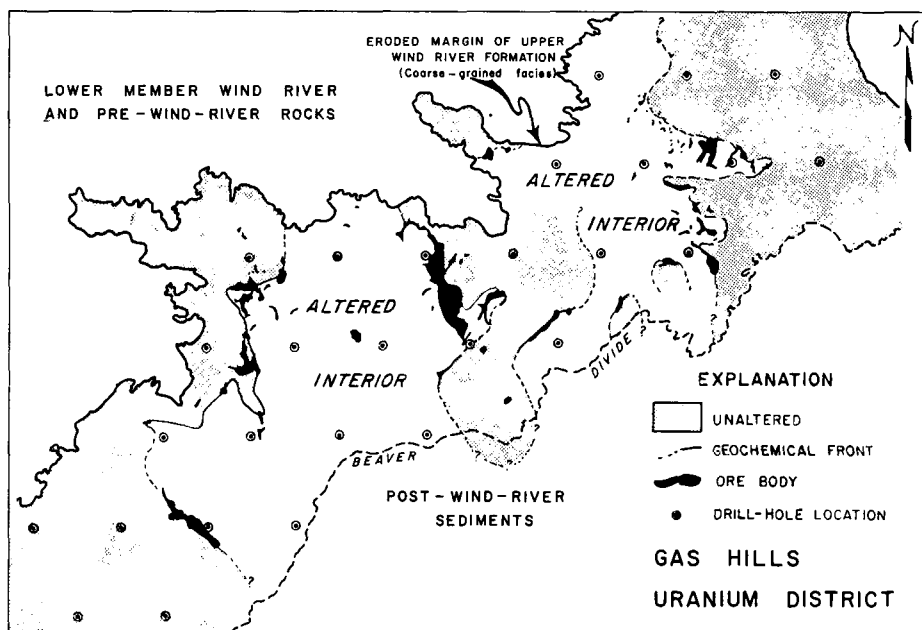 ERODED MARGIN OF UPPER
WIND RIVER FORMATION
(Coarse-grained facies)
N
LOWER MEMBER WIND RIVER
AND PRE-WIND-RIVER ROCKS
ALTERED
INTERIOR
ALTERED
INTERIOR
DIVIDE ?
BEAVER
POST-WIND-RIVER
SEDIMENTS
?
?
?
?
EXPLANATION
UNALTERED
GEOCHEMICAL FRONT
ORE BODY
DRILL-HOLE LOCATION
GAS HILLS
URANIUM DISTRICT